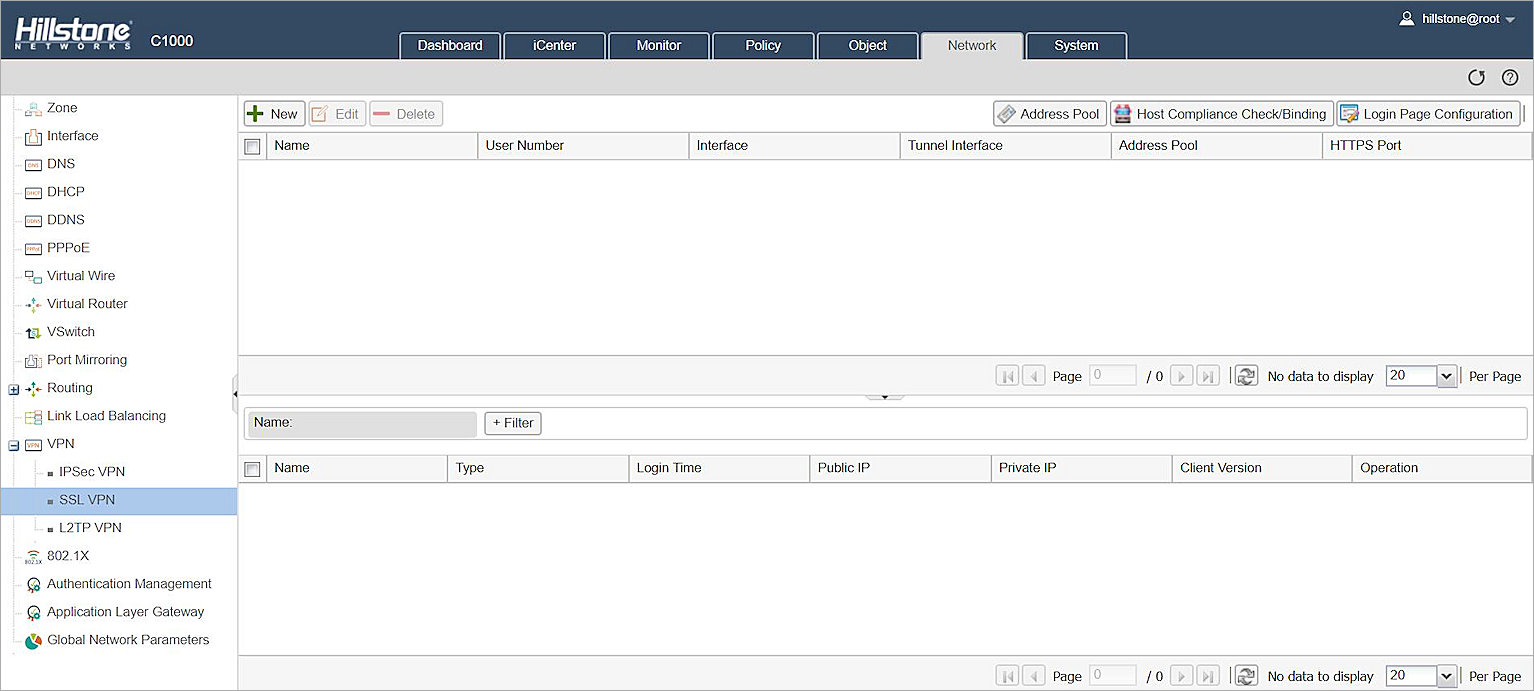 Hillstone
NETWORKS
C1000
hillstone@root
Dashboard
iCenter
Monitor
Policy
Object
Network
System
Zone
Interface
DNS
DHCP
DDNS
PPPoE
Virtual Wire
Virtual Router
VSwitch
Port Mirroring
Routing
Link Load Balancing
VPN
IPSec VPN
SSL VPN
L2TP VPN
802.1X
Authentication Management
Application Layer Gateway
Global Network Parameters
New Edit Delete Address Pool Host Compliance Check/Binding Login Page Configuration
Name User Number Interface Tunnel Interface Address Pool HTTPS Port
Page 0 / 0 No data to display 20 Per Page
Name: + Filter
Name Type Login Time Public IP Private IP Client Version Operation
Page 0 / 0 No data to display 20 Per Page